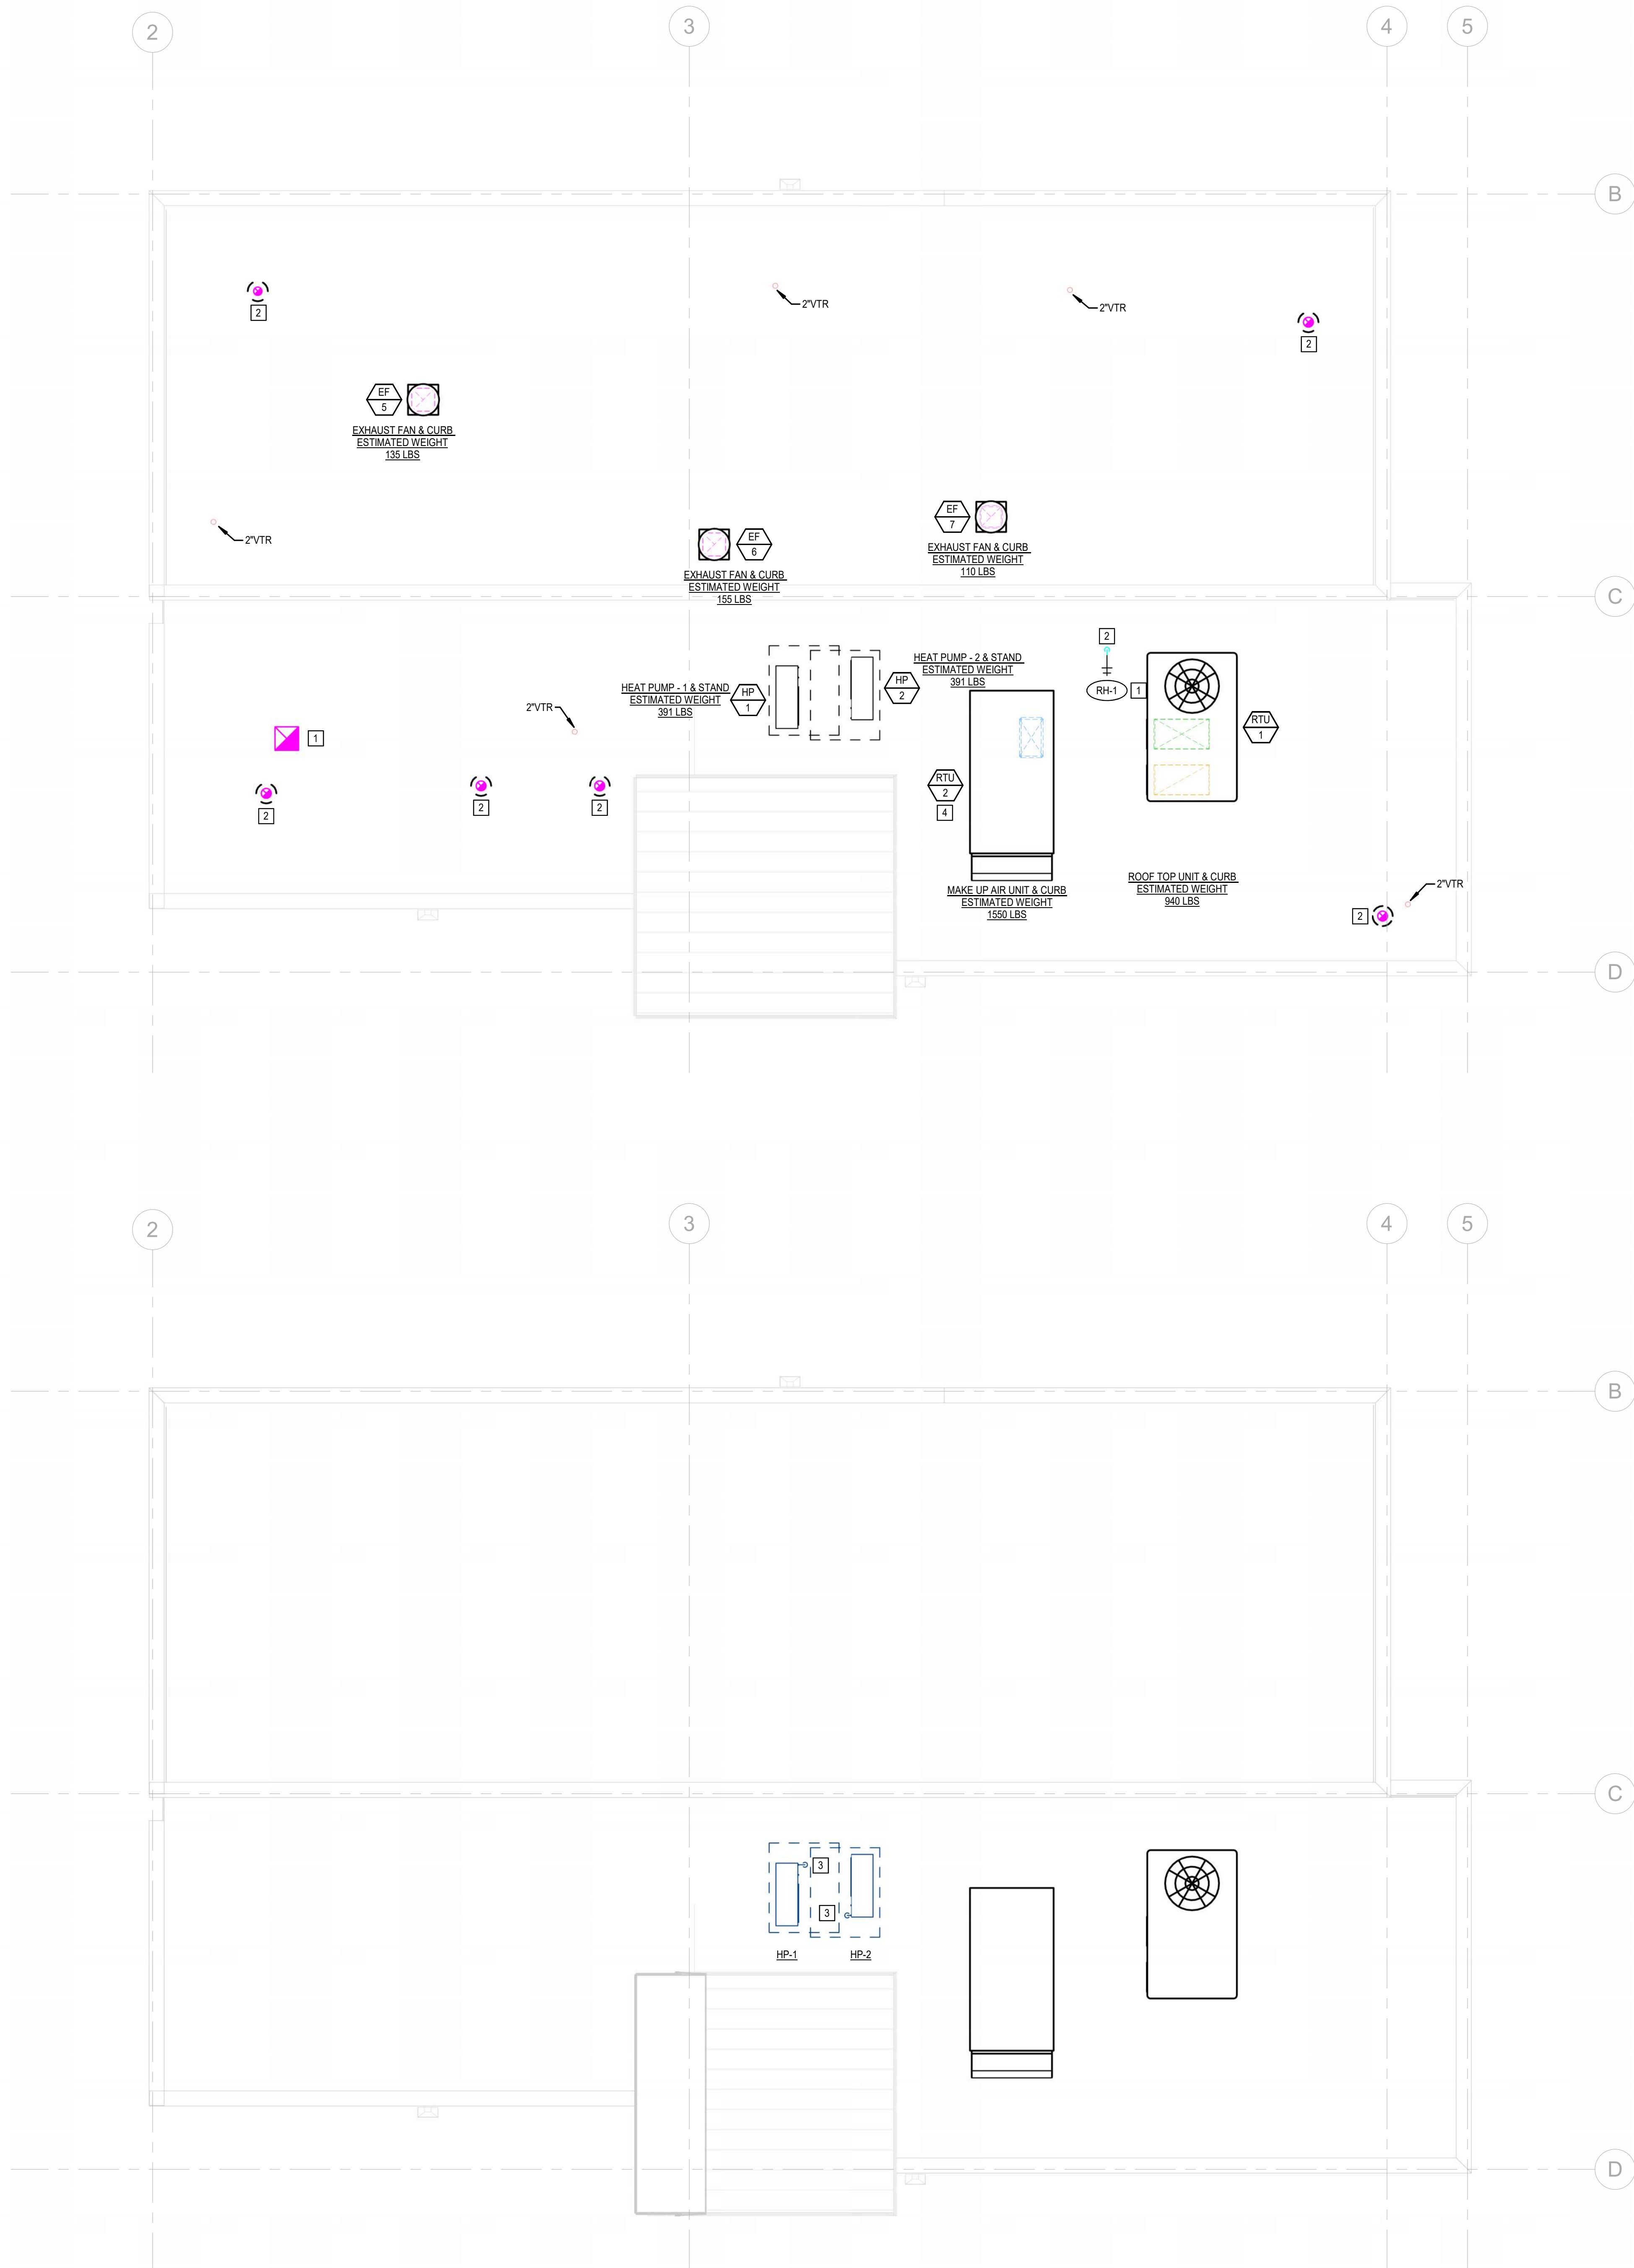 2
3
4
5
B
2
2"VTR
2"VTR
2
EF
5
EXHAUST FAN & CURB
ESTIMATED WEIGHT
135 LBS
2"VTR
EF
6
EXHAUST FAN & CURB
ESTIMATED WEIGHT
155 LBS
EF
7
EXHAUST FAN & CURB
ESTIMATED WEIGHT
110 LBS
C
HEAT PUMP - 1 & STAND
ESTIMATED WEIGHT
391 LBS
HP
1
HEAT PUMP - 2 & STAND
ESTIMATED WEIGHT
391 LBS
HP
2
2
RH-1
1
RTU
1
2"VTR
1
RTU
2
4
2
2
2
MAKE UP AIR UNIT & CURB
ESTIMATED WEIGHT
1550 LBS
ROOF TOP UNIT & CURB
ESTIMATED WEIGHT
940 LBS
2"VTR
2
D
2
3
4
5
B
C
3
3
HP-1
HP-2
D